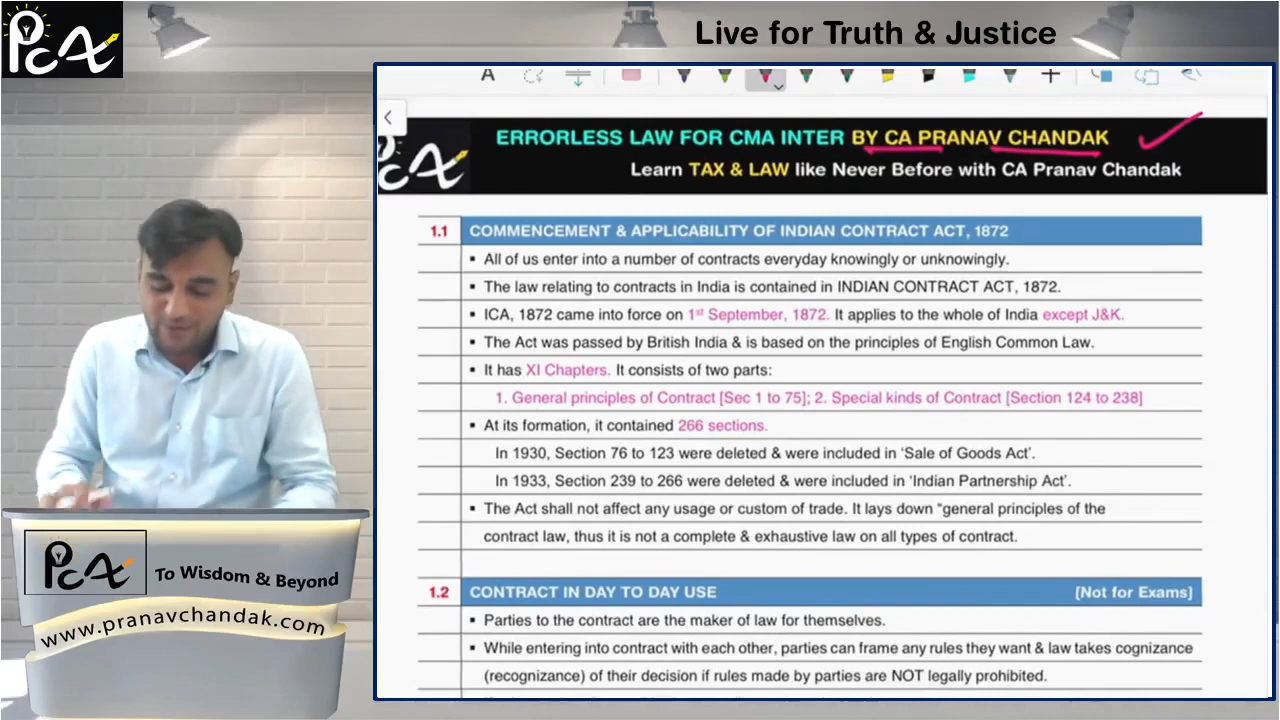 PCA
Live for Truth & Justice
A
ERRORLESS LAW FOR CMA INTER BY CA PRANAV CHANDAK
PCA
Learn TAX & LAW like Never Before with CA Pranav Chandak
1.1 COMMENCEMENT & APPLICABILITY OF INDIAN CONTRACT ACT, 1872
▪ All of us enter into a number of contracts everyday knowingly or unknowingly.
▪ The law relating to contracts in India is contained in INDIAN CONTRACT ACT, 1872.
▪ ICA, 1872 came into force on 1st September, 1872. It applies to the whole of India except J&K.
▪ The Act was passed by British India & is based on the principles of English Common Law.
▪ It has XI Chapters. It consists of two parts:
1. General principles of Contract [Sec 1 to 75]; 2. Special kinds of Contract [Section 124 to 238]
▪ At its formation, it contained 266 sections.
In 1930, Section 76 to 123 were deleted & were included in ‘Sale of Goods Act’.
In 1933, Section 239 to 266 were deleted & were included in ‘Indian Partnership Act’.
▪ The Act shall not affect any usage or custom of trade. It lays down “general principles of the
contract law, thus it is not a complete & exhaustive law on all types of contract.
1.2 CONTRACT IN DAY TO DAY USE [Not for Exams]
▪ Parties to the contract are the maker of law for themselves.
▪ While entering into contract with each other, parties can frame any rules they want & law takes cognizance
(recognizance) of their decision if rules made by parties are NOT legally prohibited.
PCA To Wisdom & Beyond
www.pranavchandak.com